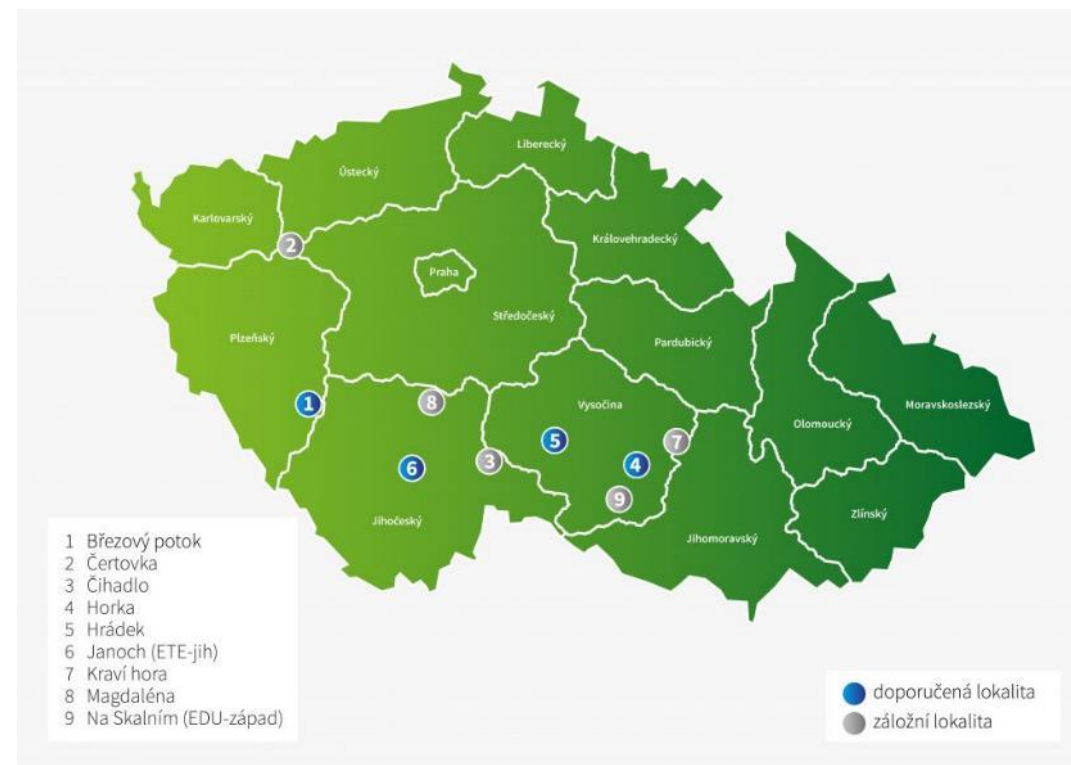 Liberecký
Ústecký
Karlovarský
Královehradecký
2
Praha
Středočeský
Plzeňský
Pardubický
1
8
Vysočina
Moravskoslezský
Olomoucký
5
7
3
4
6
9
Zlínský
Jihočeský
Jihomoravský
1 Březový potok
2 Čertovka
3 Čihadlo
4 Horka
5 Hrádek
6 Janoch (ETE-jih)
7 Kraví hora
8 Magdaléna
9 Na Skalním (EDU-západ)
doporučená lokalita
záložní lokalita